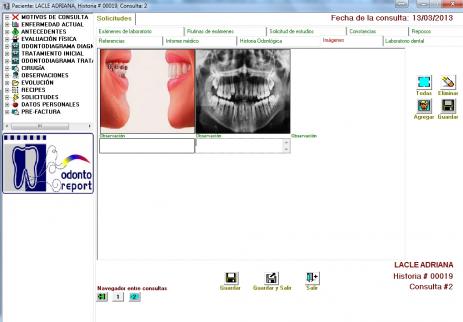 Paciente: LACLE ADRIANA, Historia # 00019, Consulta: 2
MOTIVOS DE CONSULTA
ENFERMEDAD ACTUAL
ANTECEDENTES
EVALUACIÓN FÍSICA
ODONTODIAGRAMA DIAGN
TRATAMIENTO INICIAL
ODONTODIAGRAMA TRATA
CIRUGÍA
OBSERVACIONES
EVOLUCIÓN
RECIPES
SOLICITUDES
DATOS PERSONALES
PRE-FACTURA
odonto
report
Solicitudes
Fecha de la consulta: 13/03/2013
Exámenes de laboratorio
Rutinas de exámenes
Solicitud de estudios
Constancias
Reposos
Referencias
Informe médico
Historia Odontológica
Imágenes
Laboratorio dental
Observación
Observación
Observación
Todas
Eliminar
Agregar
Guardar
LACLE ADRIANA
Historia # 00019
Consulta #2
Navegador entre consultas
1
2
Guardar
Guardar y Salir
Salir